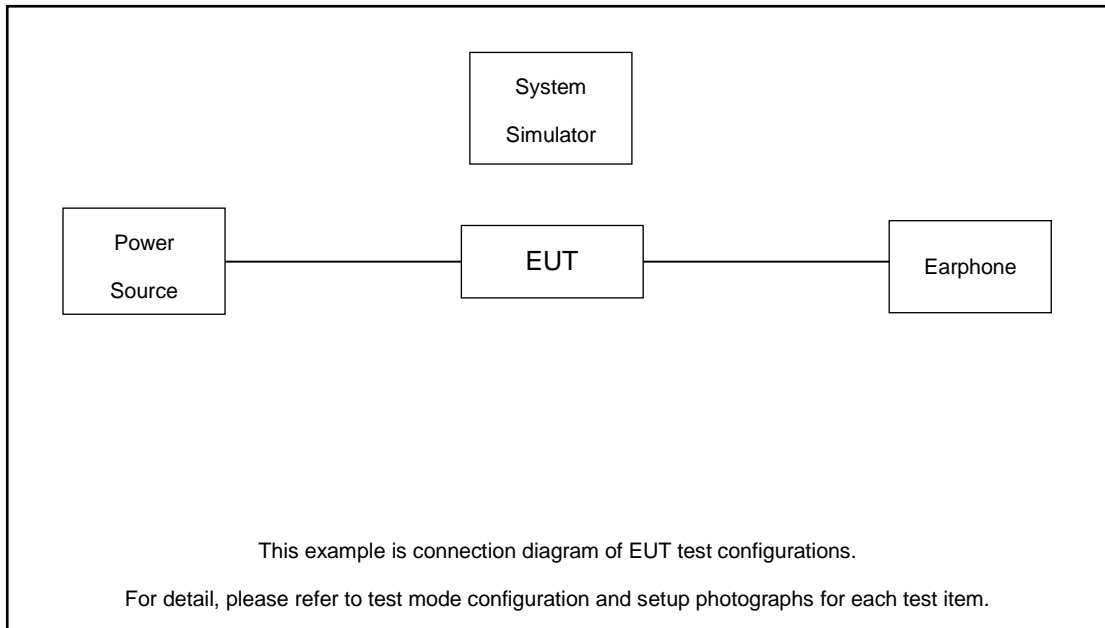 System
Simulator
Power
Source
EUT
Earphone
This example is connection diagram of EUT test configurations.
For detail, please refer to test mode configuration and setup photographs for each test item.